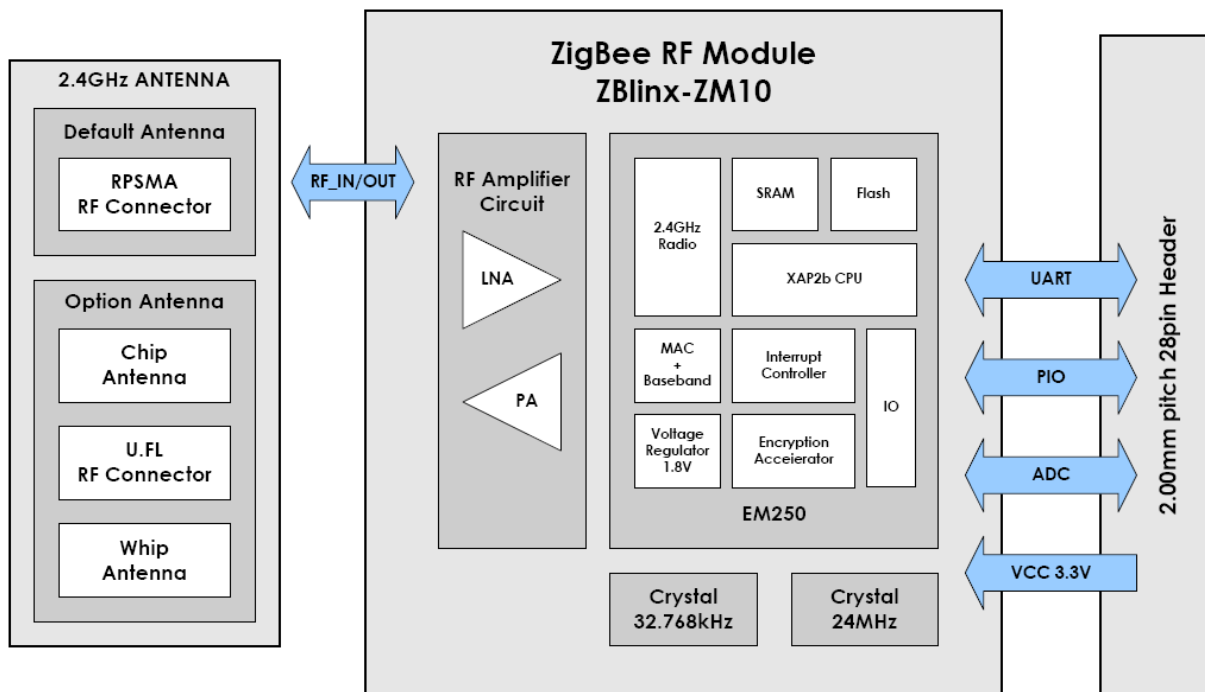 ZigBee RF Module
ZBlinx-ZM10
2.4GHz ANTENNA
Default Antenna
RPSMA
RF Connector
Option Antenna
Chip
Antenna
U.FL
RF Connector
Whip
Antenna
RF_IN/OUT
RF Amplifier
Circuit
LNA
PA
2.4GHz
Radio
SRAM
Flash
XAP2b CPU
MAC
+
Baseband
Interrupt
Controller
IO
Voltage
Regulator
1.8V
Encryption
Acceierator
EM250
Crystal
32.768kHz
Crystal
24MHz
UART
PIO
ADC
VCC 3.3V
2.00mm pitch 28pin Header